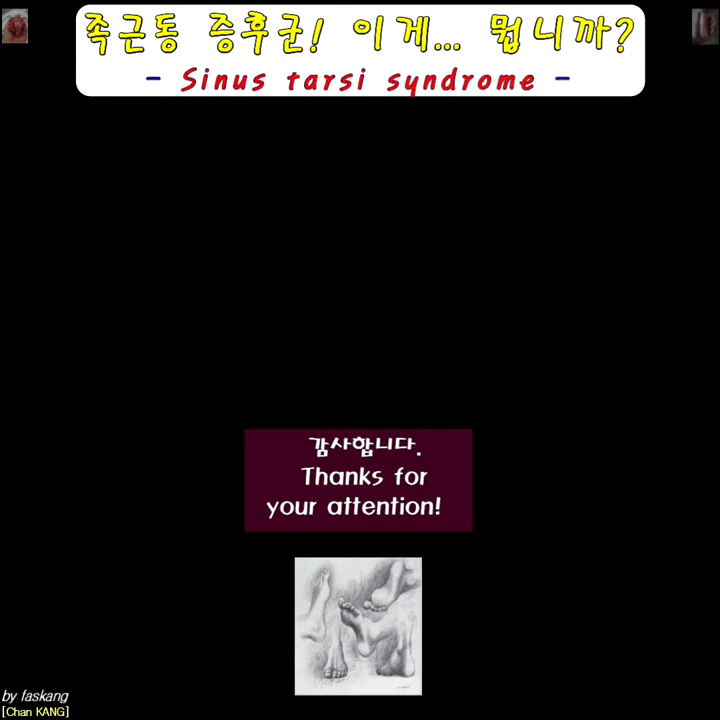 족근동 증후군! 이게... 뭡니까?
- Sinus tarsi syndrome -
감사합니다.
Thanks for
your attention!
by faskang
[Chan KANG]